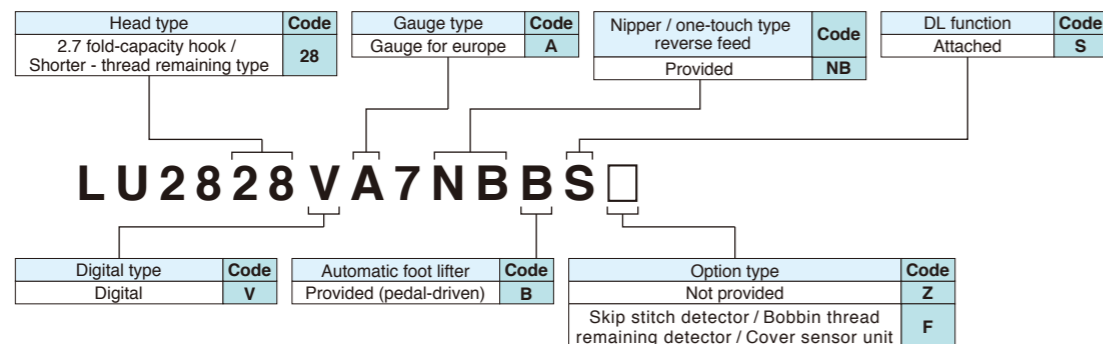 Head type Code
2.7 fold-capacity hook /
Shorter - thread remaining type
28
Gauge type Code
Gauge for europe A
Nipper / one-touch type
reverse feed
Code
Provided NB
DL function Code
Attached S
LU2828VA7NBBS□
Digital type Code
Digital V
Automatic foot lifter Code
Provided (pedal-driven) B
Option type Code
Not provided Z
Skip stitch detector / Bobbin thread
remaining detector / Cover sensor unit
F